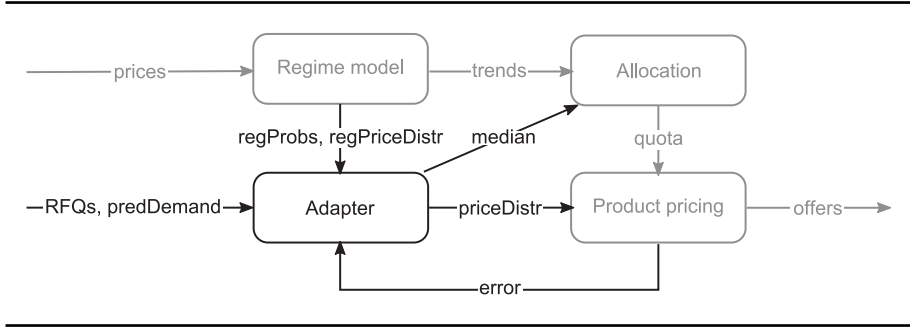 prices
Regime model
trends
Allocation
regProbs, regPriceDistr
median
quota
RFQs, predDemand
Adapter
priceDistr
Product pricing
offers
error